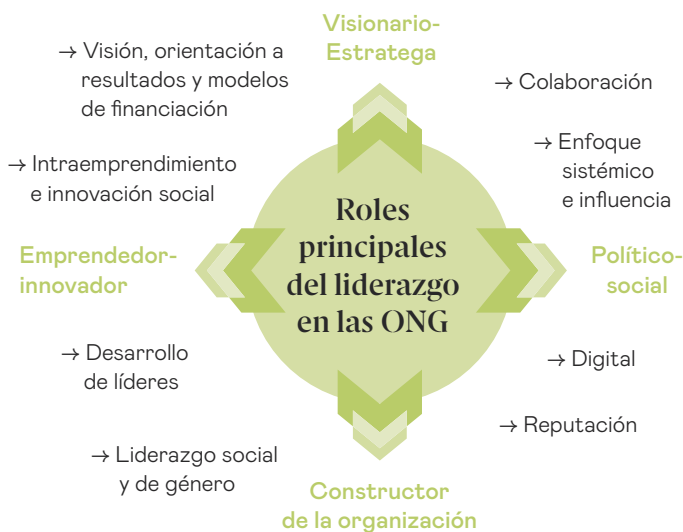 Visionario-
Estratega
→ Visión, orientación a
resultados y modelos
de financiación
→ Colaboración
→ Intraemprendimiento
e innovación social
→ Enfoque
sistémico
e influencia
Roles
principales
del liderazgo
en las ONG
Emprendedor-
innovador
Político-
social
→ Desarrollo
de líderes
→ Digital
→ Liderazgo social
y de género
→ Reputación
Constructor
de la organización